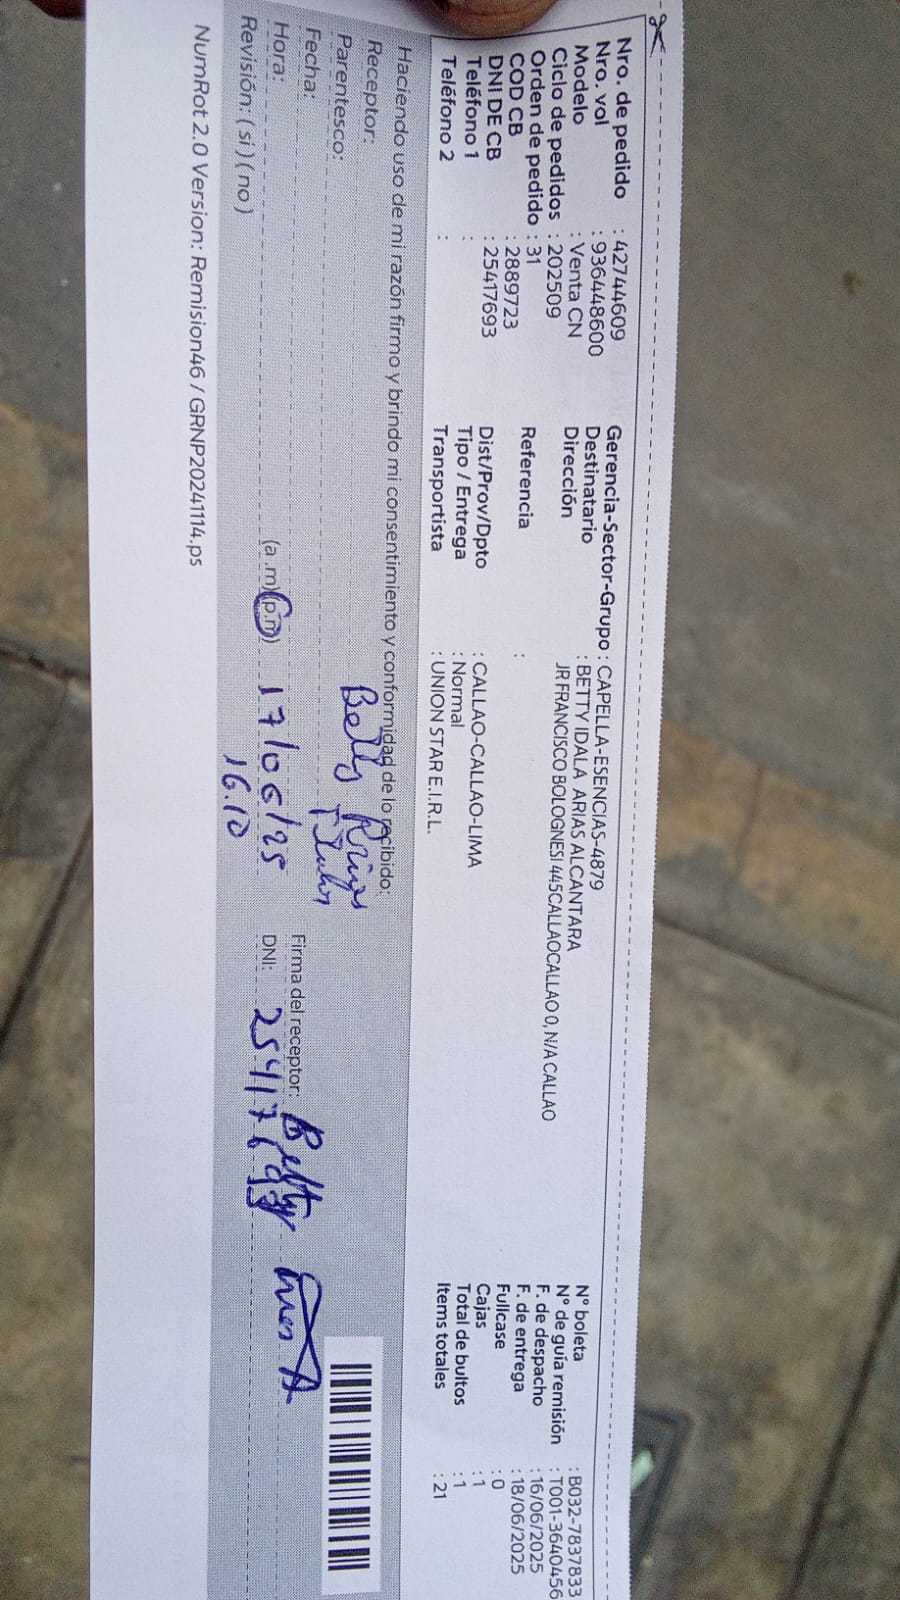 Nro. de pedido : 42744609
Nro. vol : 936448600
Modelo : Venta CN
Ciclo de pedidos : 202509
Orden de pedido : 31
COD CB : 2889723
DNI DE CB : 25417693
Teléfono 1 :
Teléfono 2 :
Gerencia-Sector-Grupo : CAPELLA-ESENCIAS-4879
Destinatario : BETTY IDALA ARIAS ALCANTARA
Dirección JR FRANCISCO BOLOGNESI 445CALLAOCALLAO 0, N/A CALLAO
Referencia :
Dist/Prov/Dpto : CALLAO-CALLAO-LIMA
Tipo / Entrega : Normal
Transportista : UNION STAR E.I.R.L.
N° boleta : B032-7837833
N° de guía remisión : T001-3640456
F. de despacho : 16/06/2025
F. de entrega : 18/06/2025
Fullcase : 0
Cajas : 1
Total de bultos : 1
Items totales : 21
Haciendo uso de mi razón firmo y brindo mi consentimiento y conformidad de lo recibido:
Receptor: Betty Arias
Parentesco: Titular
Fecha: 17/06/25
Hora: (a.m) (p.m) 16.10
Revisión: ( si ) ( no )
Firma del receptor: Betty Arias A
DNI: 25417693
NumRot 2.0 Version: Remision46 / GRNP20241114.ps